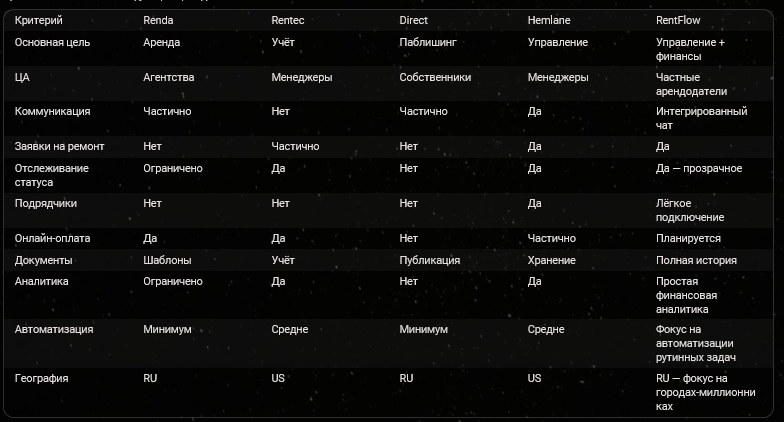 Критерий Renda Rentec Direct Hemlane RentFlow
Основная цель Аренда Учёт Паблишинг Управление Управление +
финансы
ЦА Агентства Менеджеры Собственники Менеджеры Частные
арендодатели
Коммуникация Частично Нет Частично Да Интегрированный
чат
Заявки на ремонт Нет Частично Нет Да Да
Отслеживание Ограничено Да Нет Да Да — прозрачное
статуса
Подрядчики Нет Нет Нет Да Лёгкое
подключение
Онлайн-оплата Да Да Нет Частично Планируется
Документы Шаблоны Учёт Публикация Хранение Полная история
Аналитика Ограничено Да Нет Да Простая
финансовая
аналитика
Автоматизация Минимум Средне Минимум Средне Фокус на
автоматизации
рутинных задач
География RU US RU US RU — фокус на
городах-миллионни
ках